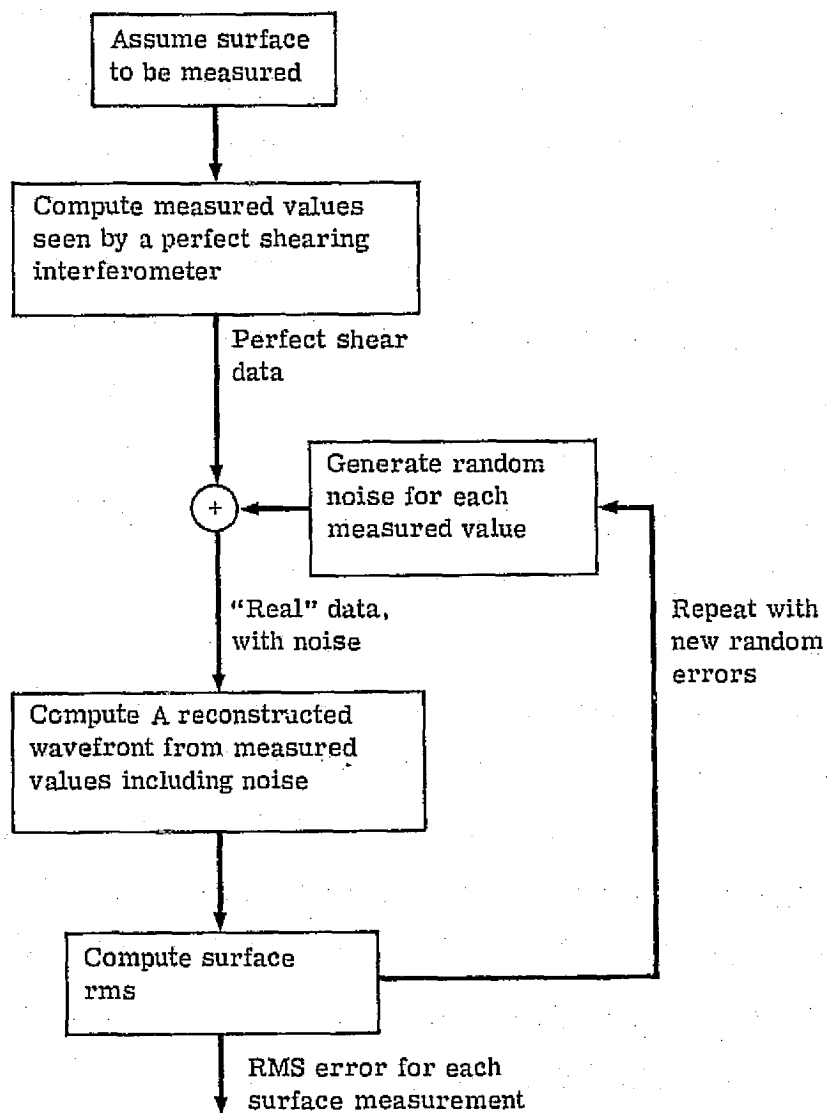 Assume surface
to be measured
Compute measured values
seen by a perfect shearing
interferometer
Perfect shear
data
Generate random
noise for each
measured value
+
"Real" data,
with noise
Repeat with
new random
errors
Compute A reconstructed
wavefront from measured
values including noise
Compute surface
rms
RMS error for each
surface measurement